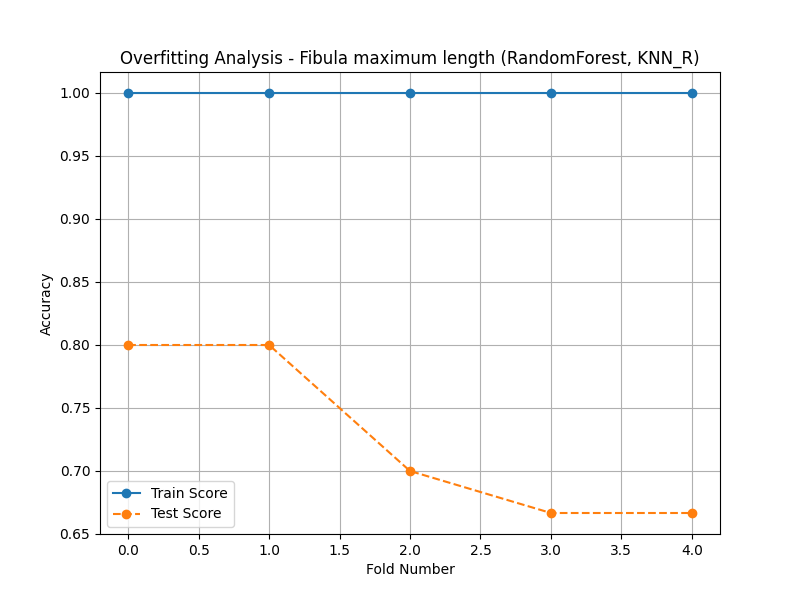 Overfitting Analysis - Fibula maximum length (RandomForest, KNN_R)
1.00
0.95
0.90
0.85
0.80
0.75
0.70
0.65
Accuracy
Train Score
Test Score
0.0 0.5 1.0 1.5 2.0 2.5 3.0 3.5 4.0
Fold Number